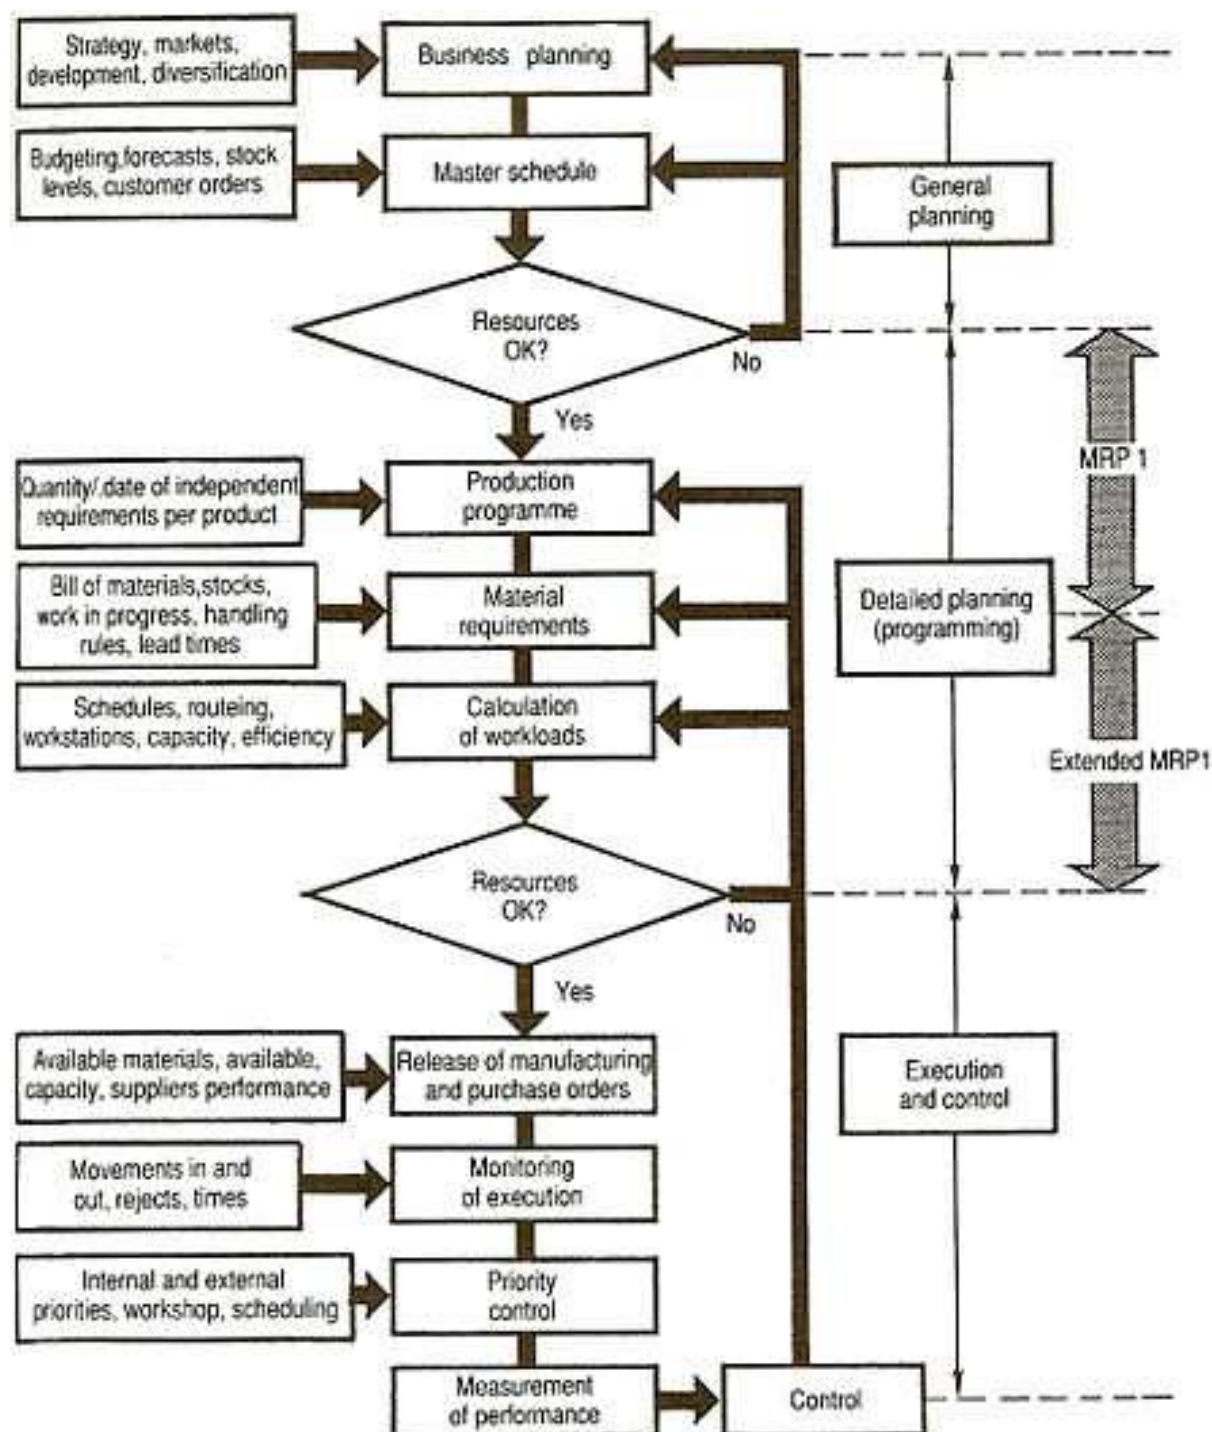 Strategy, markets,
development, diversification
Business planning
Budgeting,forecasts, stock
levels, customer orders
Master schedule
General
planning
Resources
OK?
No
Yes
MRP 1
Quantity/.date of independent
requirements per product
Production
programme
Bill of materials,stocks,
work in progress, handling
rules, lead times
Material
requirements
Detailed planning
(programming)
Schedules, routeing,
workstations, capacity, efficiency
Calculation
of workloads
Extended MRP1
Resources
OK?
No
Yes
Available materials, available,
capacity, suppliers performance
Release of manufacturing
and purchase orders
Execution
and control
Movements in and
out, rejects, times
Monitoring
of execution
Internal and external
priorities, workshop, scheduling
Priority
control
Measurement
of performance
Control